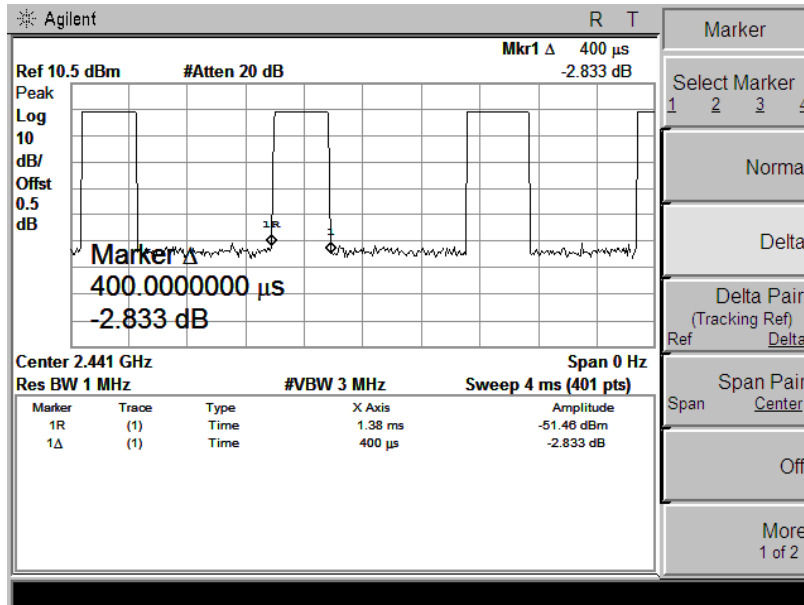 Agilent R T
Mkr1 Δ 400 μs
Ref 10.5 dBm #Atten 20 dB -2.833 dB
Peak
Log
10
dB/
Offst
0.5
dB
1R
1
Marker Δ
400.0000000 μs
-2.833 dB
Center 2.441 GHz Span 0 Hz
Res BW 1 MHz #VBW 3 MHz Sweep 4 ms (401 pts)
Marker Trace Type X Axis Amplitude
1R (1) Time 1.38 ms -51.46 dBm
1Δ (1) Time 400 μs -2.833 dB
Marker
Select Marker
1 2 3 4
Norma
Delta
Delta Pair
(Tracking Ref)
Ref Delta
Span Pair
Span Center
Off
More
1 of 2